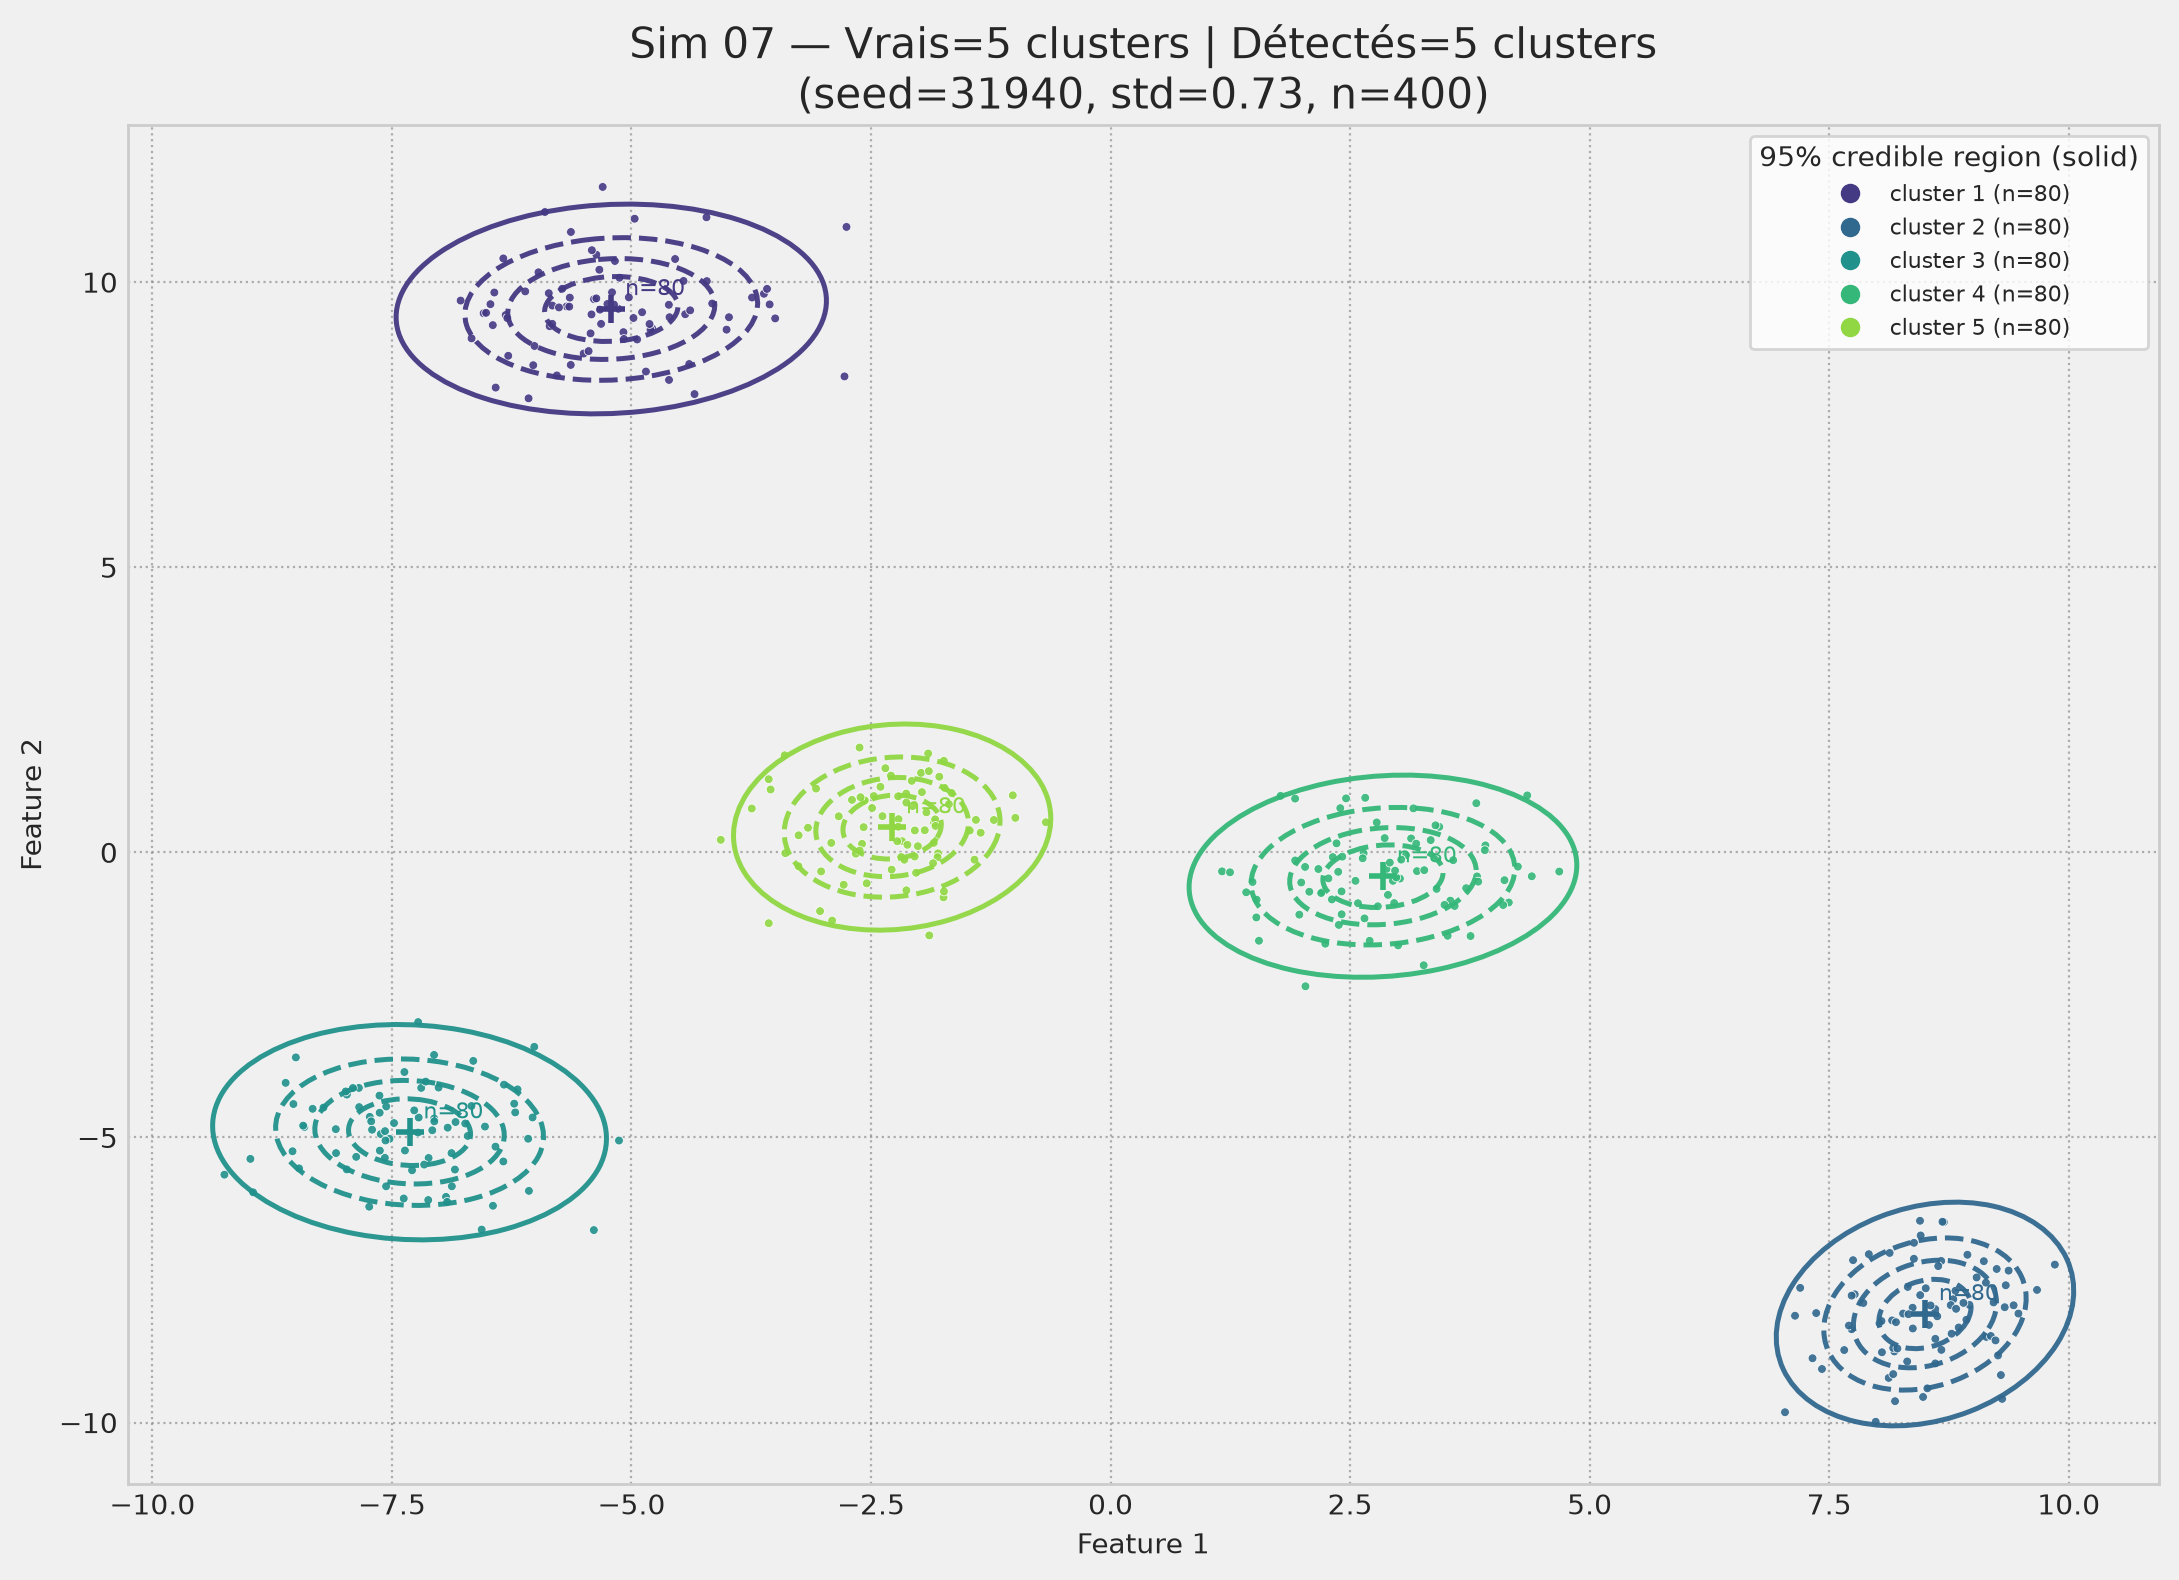 Sim 07 — Vrais=5 clusters | Détectés=5 clusters
(seed=31940, std=0.73, n=400)
95% credible region (solid)
cluster 1 (n=80)
cluster 2 (n=80)
cluster 3 (n=80)
cluster 4 (n=80)
cluster 5 (n=80)
n=80
n=80
n=80
n=80
n=80
Feature 2
10
5
0
−5
−10
−10.0
−7.5
−5.0
−2.5
0.0
2.5
5.0
7.5
10.0
Feature 1